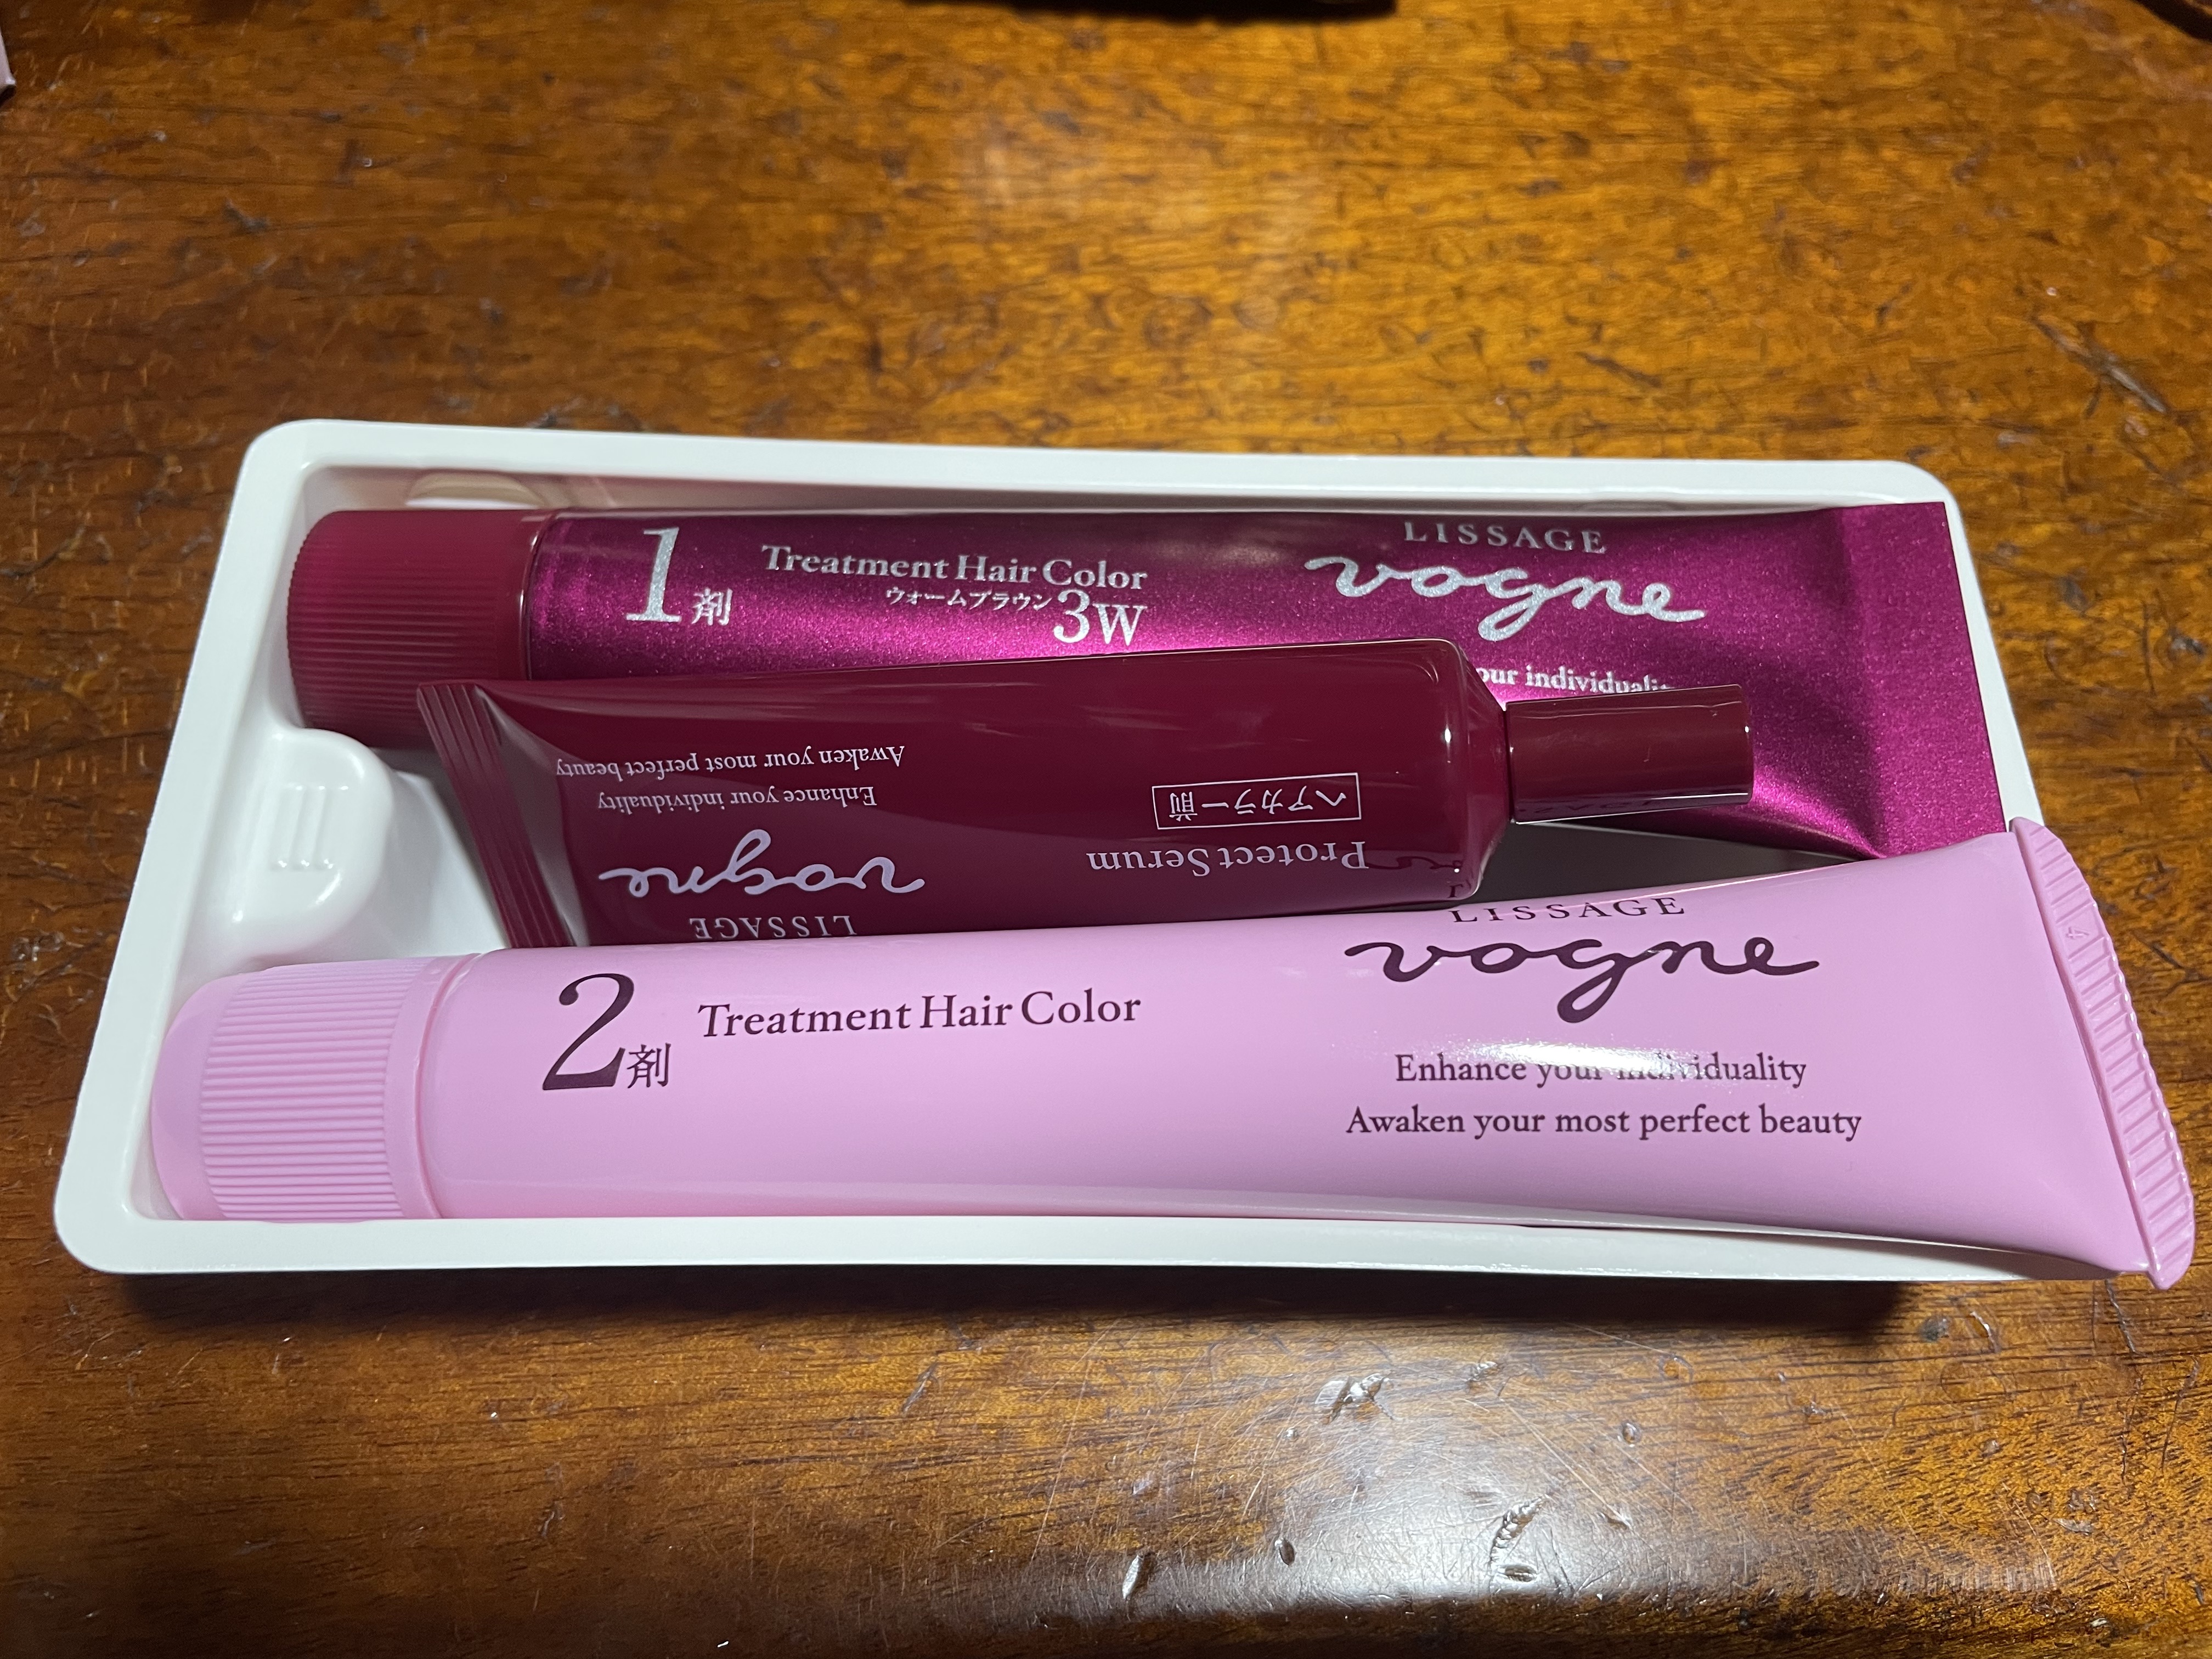 1剤
Treatment Hair Color
ウォームブラウン 3W
LISSAGE
vogne
your individuality
LISSAGE
vogne
Enhance your individuality
Awaken your most perfect beauty
Protect Serum
ヘアカラー前
2剤
Treatment Hair Color
LISSAGE
vogne
Enhance your individuality
Awaken your most perfect beauty